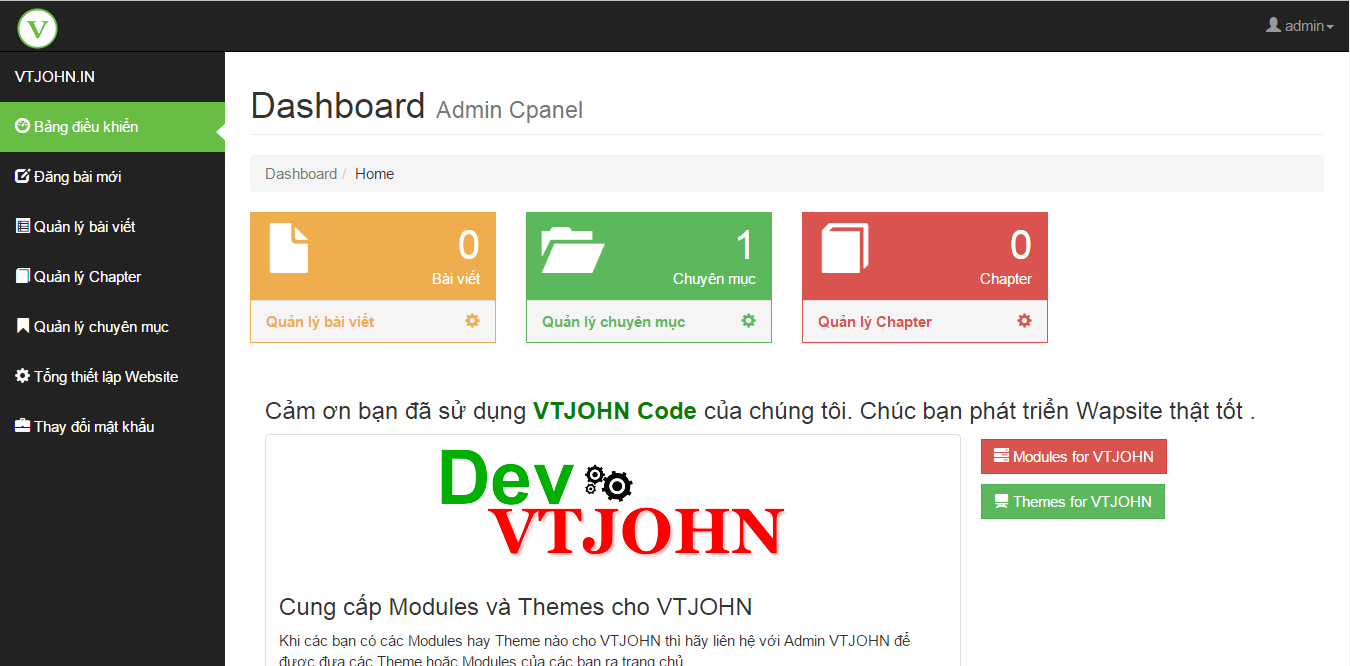 V
admin
VTJOHN.IN
Bảng điều khiển
Đăng bài mới
Quản lý bài viết
Quản lý Chapter
Quản lý chuyên mục
Tổng thiết lập Website
Thay đổi mật khẩu
Dashboard Admin Cpanel
Dashboard / Home
0
Bài viết
Quản lý bài viết
1
Chuyên mục
Quản lý chuyên mục
0
Chapter
Quản lý Chapter
Cảm ơn bạn đã sử dụng VTJOHN Code của chúng tôi. Chúc bạn phát triển Wapsite thật tốt .
Dev
VTJOHN
Modules for VTJOHN
Themes for VTJOHN
Cung cấp Modules và Themes cho VTJOHN
Khi các bạn có các Modules hay Theme nào cho VTJOHN thì hãy liên hệ với Admin VTJOHN để
được đưa các Theme hoặc Modules của các bạn ra trang chủ